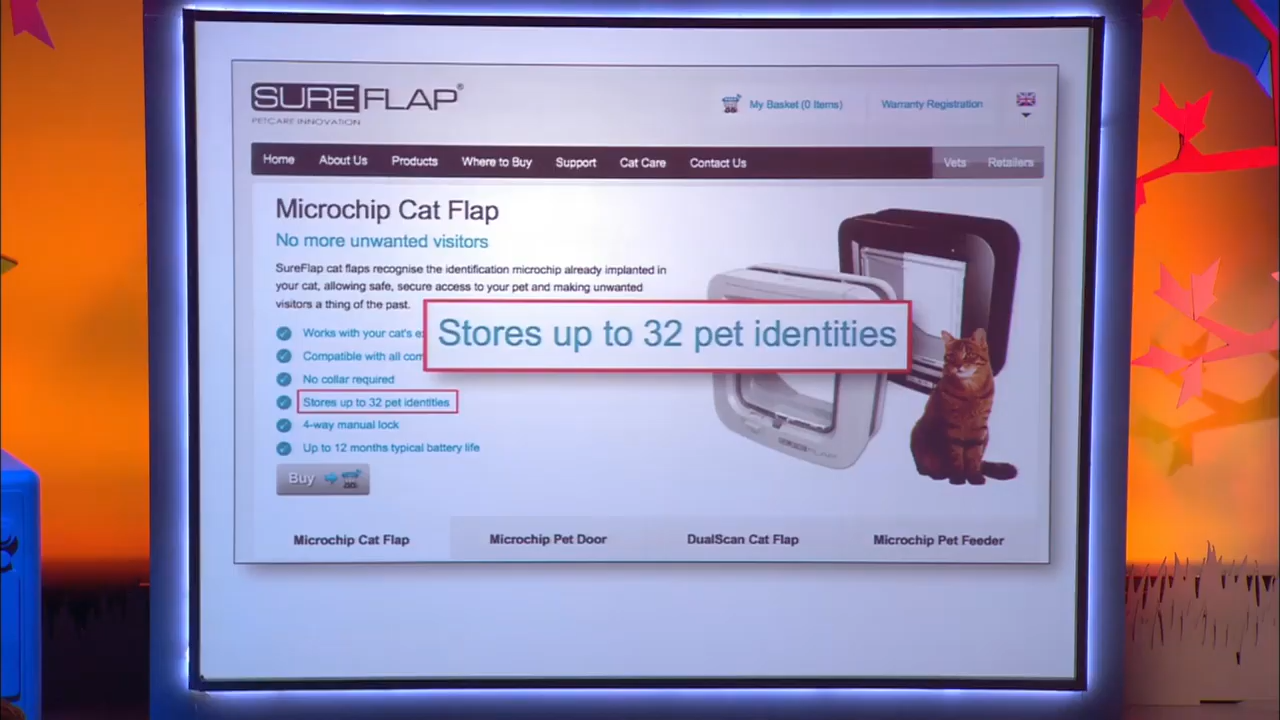 SUREFLAP®
PETCARE INNOVATION
My Basket (0 Items)
Warranty Registration
Home
About Us
Products
Where to Buy
Support
Cat Care
Contact Us
Vets
Retailers
Microchip Cat Flap
No more unwanted visitors
SureFlap cat flaps recognise the identification microchip already implanted in
your cat, allowing safe, secure access to your pet and making unwanted
visitors a thing of the past.
Stores up to 32 pet identities
Works with your cat's
Compatible with all
No collar required
Stores up to 32 pet identities
4-way manual lock
Up to 12 months typical battery life
Buy
SUREFLAP
Microchip Cat Flap
Microchip Pet Door
DualScan Cat Flap
Microchip Pet Feeder